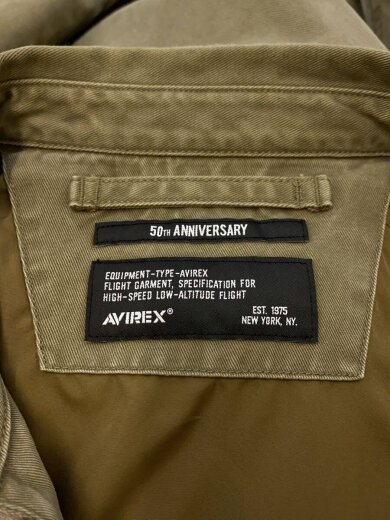 50TH ANNIVERSARY
EQUIPMENT-TYPE-AVIREX
FLIGHT GARMENT, SPECIFICATION FOR
HIGH-SPEED LOW-ALTITUDE FLIGHT
AVIREX®
EST. 1975
NEW YORK, NY.